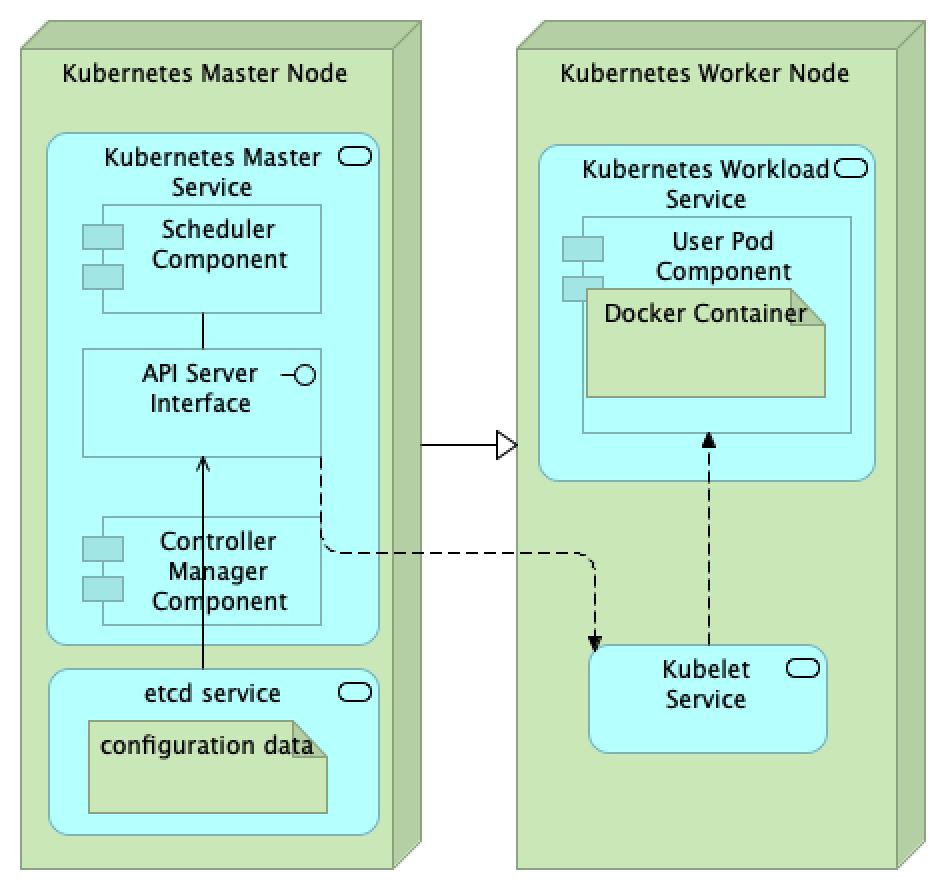 Kubernetes Master Node
Kubernetes Master
Service
Scheduler
Component
API Server
Interface
Controller
Manager
Component
etcd service
configuration data
Kubernetes Worker Node
Kubernetes Workload
Service
User Pod
Component
Docker Container
Kubelet
Service